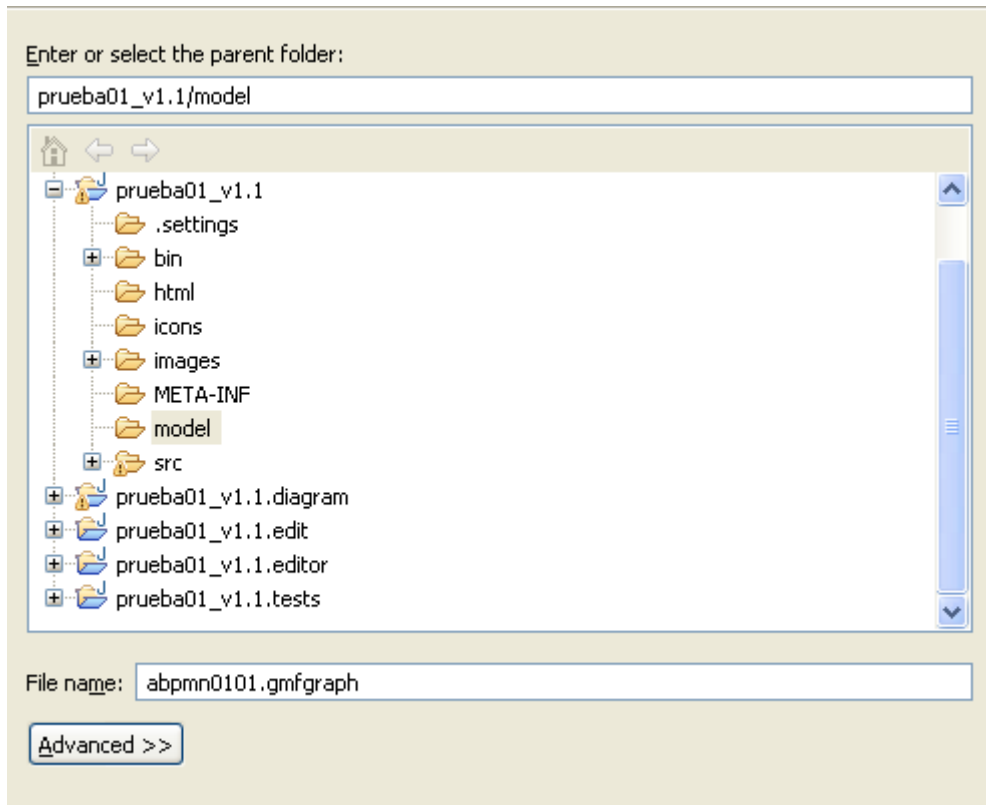 Enter or select the parent folder:
prueba01_v1.1/model
prueba01_v1.1
.settings
bin
html
icons
images
META-INF
model
src
prueba01_v1.1.diagram
prueba01_v1.1.edit
prueba01_v1.1.editor
prueba01_v1.1.tests
File name: abpmn0101.gmfgraph
Advanced >>